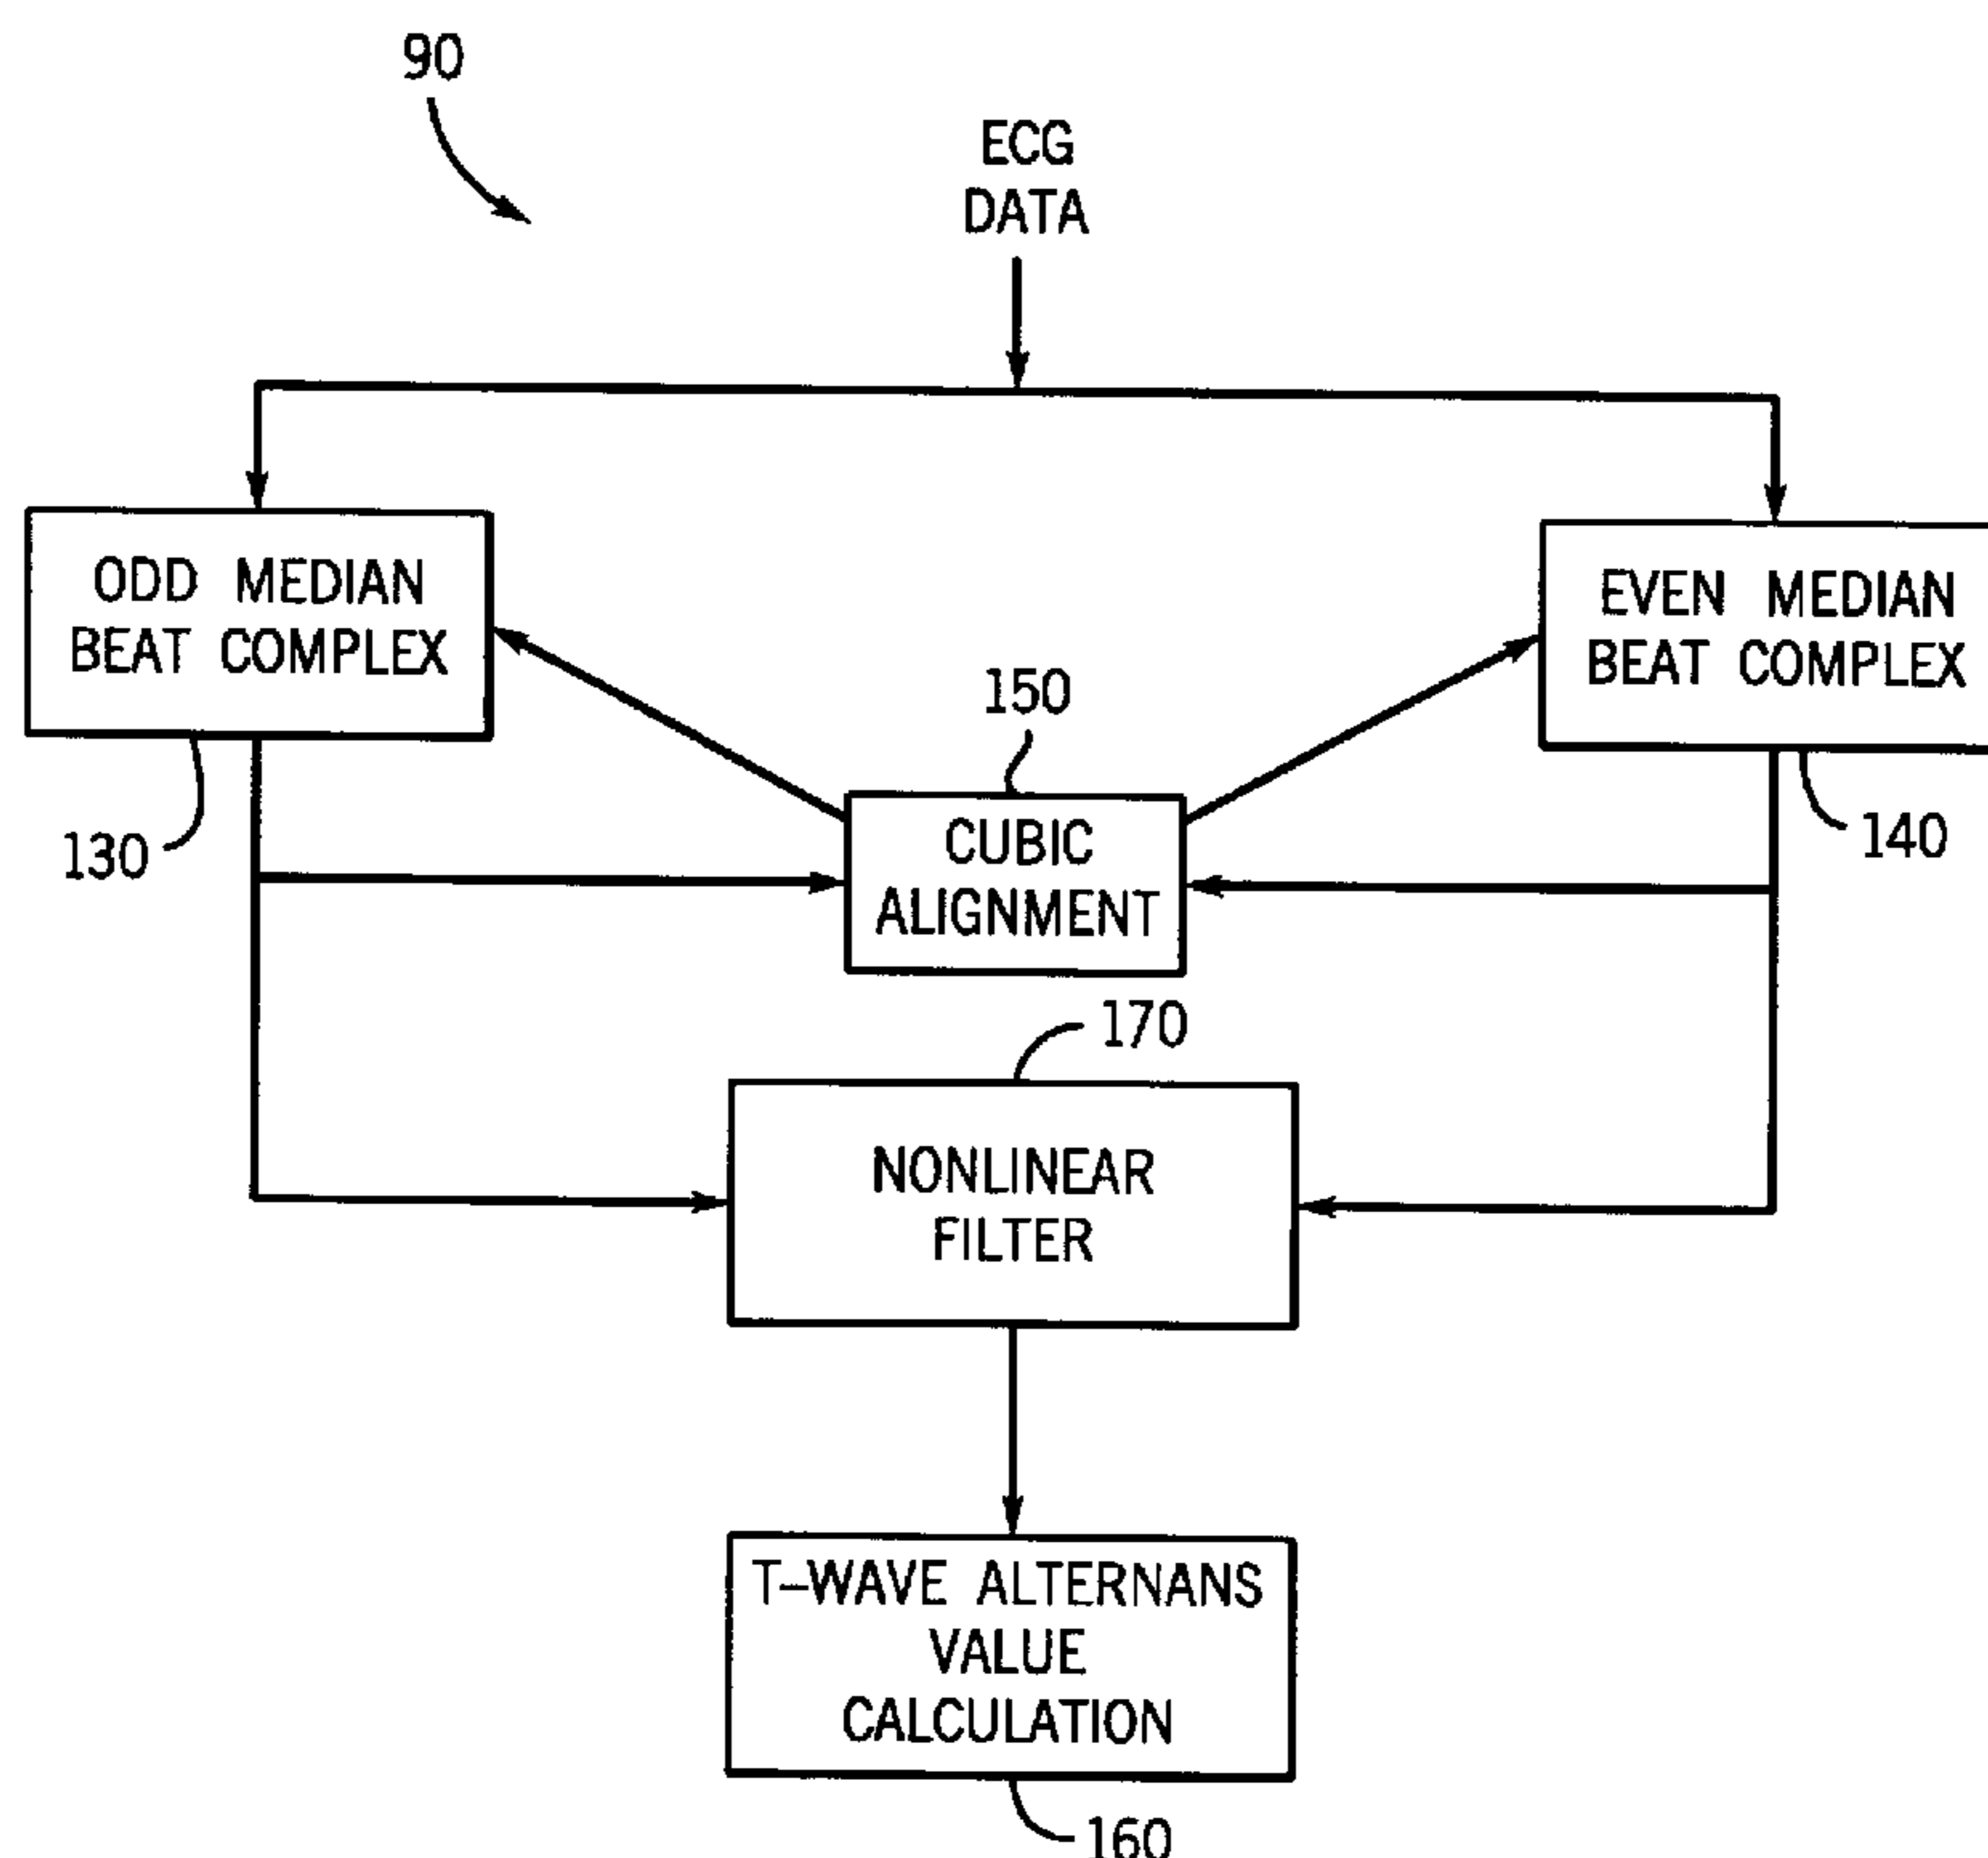 90
ECG
DATA
ODD MEDIAN
BEAT COMPLEX
EVEN MEDIAN
BEAT COMPLEX
150
CUBIC
ALIGNMENT
130
140
170
NONLINEAR
FILTER
T-WAVE ALTERNANS
VALUE
CALCULATION
160